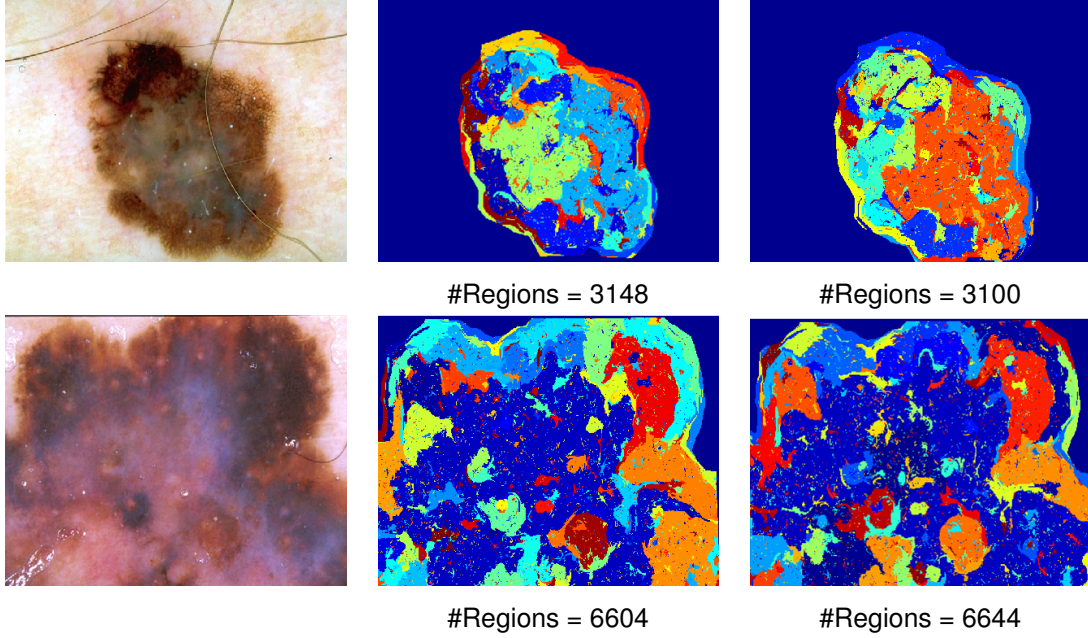 #Regions = 3148
#Regions = 3100
#Regions = 6604
#Regions = 6644